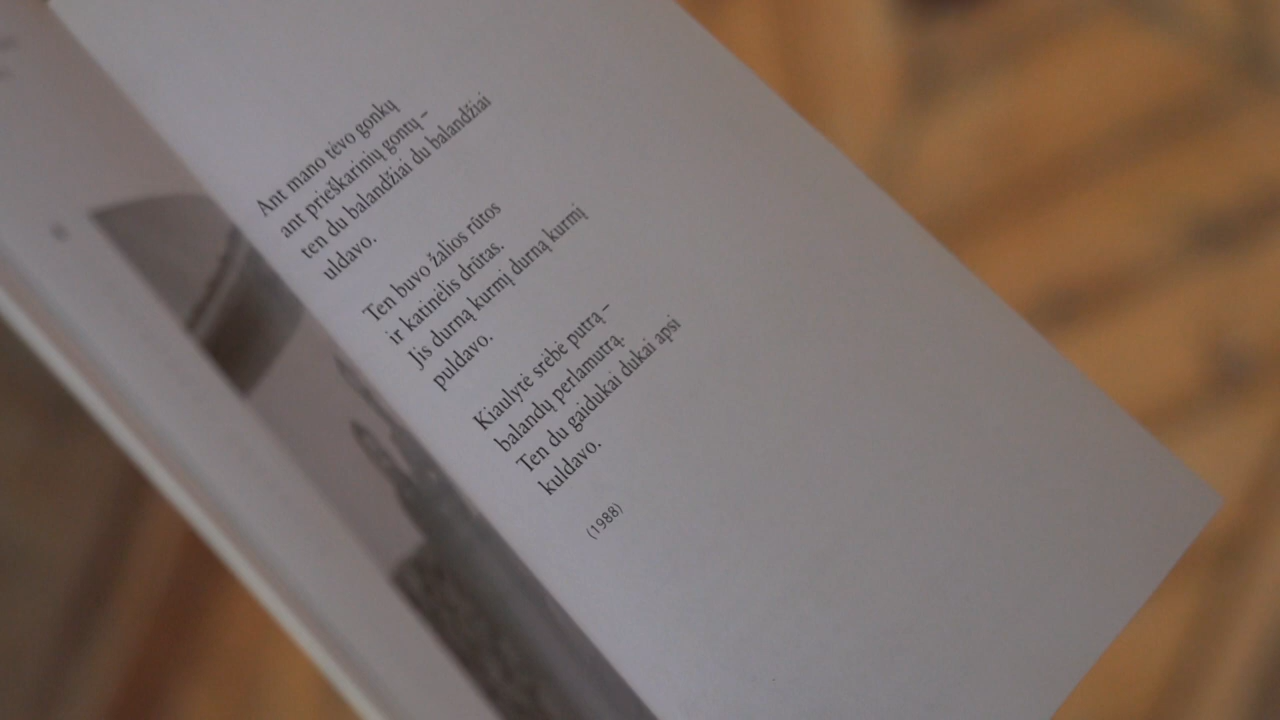 Ant mano tėvo gonkų
ant prieškarinių gontų –
ten du balandžiai du balandžiai
uldavo.
Ten buvo žalios rūtos
ir katinėlis drūtas.
Jis durną kurmį durną kurmį
puldavo.
Kiaulytė srėbė putrą –
balandų perlamutrą.
Ten du gaidukai dukai apsi
kuldavo.
(1988)